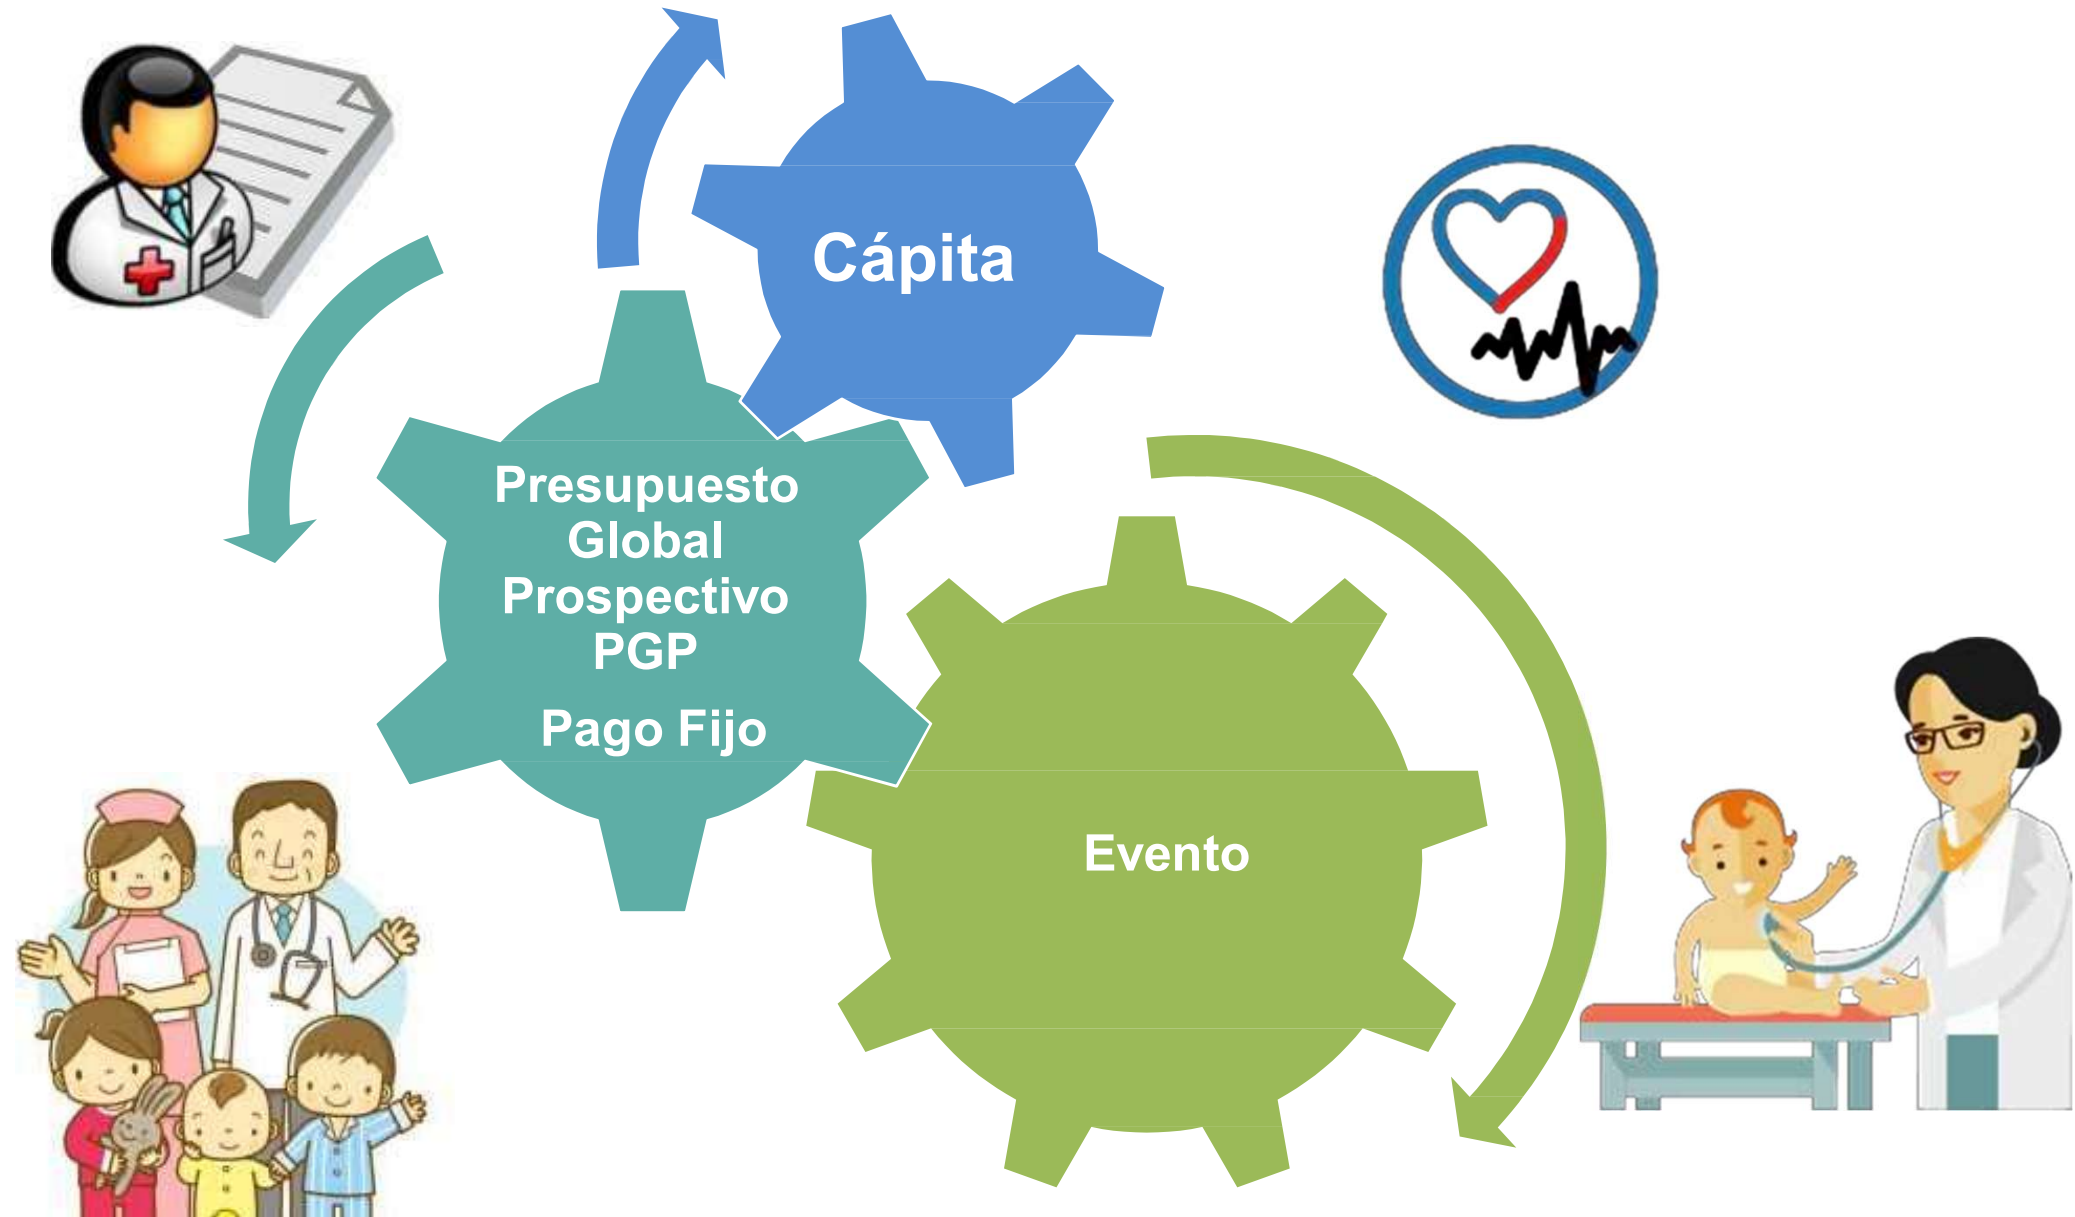 Cápita
Presupuesto
Global
Prospectivo
PGP
Pago Fijo
Evento